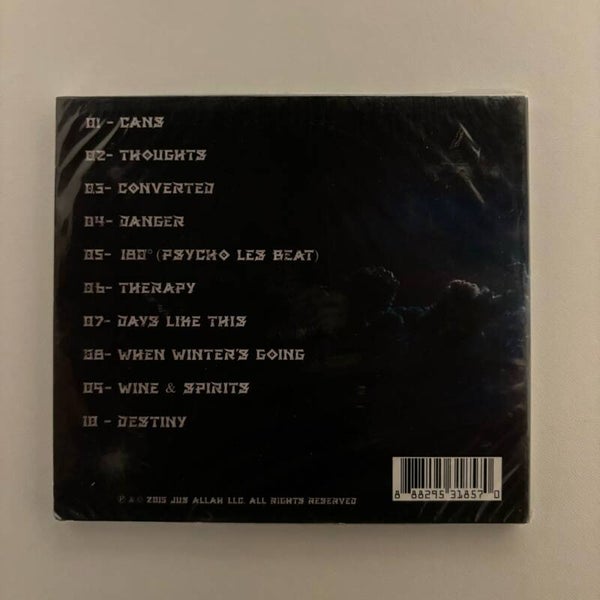 01 - CANS
02- THOUGHTS
03- CONVERTED
04- DANGER
05- 180° (PSYCHO LES BEAT)
06- THERAPY
07- DAYS LIKE THIS
08- WHEN WINTER'S GOING
09- WINE & SPIRITS
10 - DESTINY
8 88295 31857 0
℗ & © 2015 JUS ALLAH LLC. ALL RIGHTS RESERVED